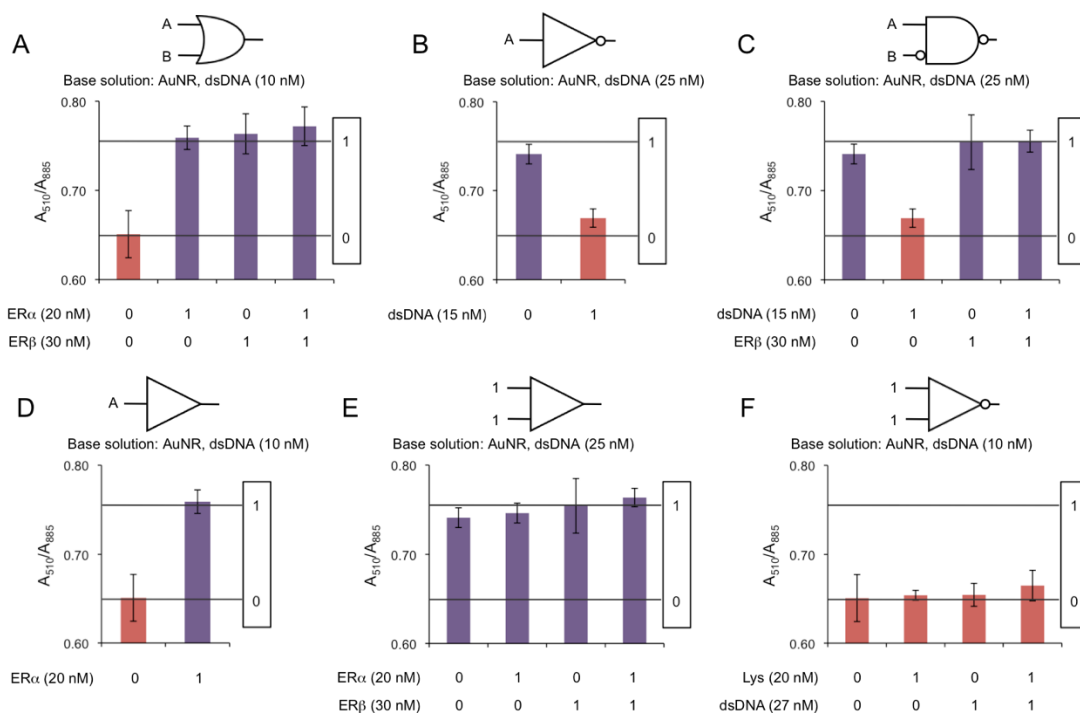 A
A
B
Base solution: AuNR, dsDNA (10 nM)
0.80
0.70
0.60
A510/A885
1
0
ERα (20 nM) 0 1 0 1
ERβ (30 nM) 0 0 1 1
B
A
Base solution: AuNR, dsDNA (25 nM)
0.80
0.70
0.60
A510/A885
1
0
dsDNA (15 nM) 0 1
C
A
B
Base solution: AuNR, dsDNA (25 nM)
0.80
0.70
0.60
A510/A885
1
0
dsDNA (15 nM) 0 1 0 1
ERβ (30 nM) 0 0 1 1
D
A
Base solution: AuNR, dsDNA (10 nM)
0.80
0.70
0.60
A510/A885
1
0
ERα (20 nM) 0 1
E
1
1
Base solution: AuNR, dsDNA (25 nM)
0.80
0.70
0.60
A510/A885
1
0
ERα (20 nM) 0 1 0 1
ERβ (30 nM) 0 0 1 1
F
1
1
Base solution: AuNR, dsDNA (10 nM)
0.80
0.70
0.60
A510/A885
1
0
Lys (20 nM) 0 1 0 1
dsDNA (27 nM) 0 0 1 1